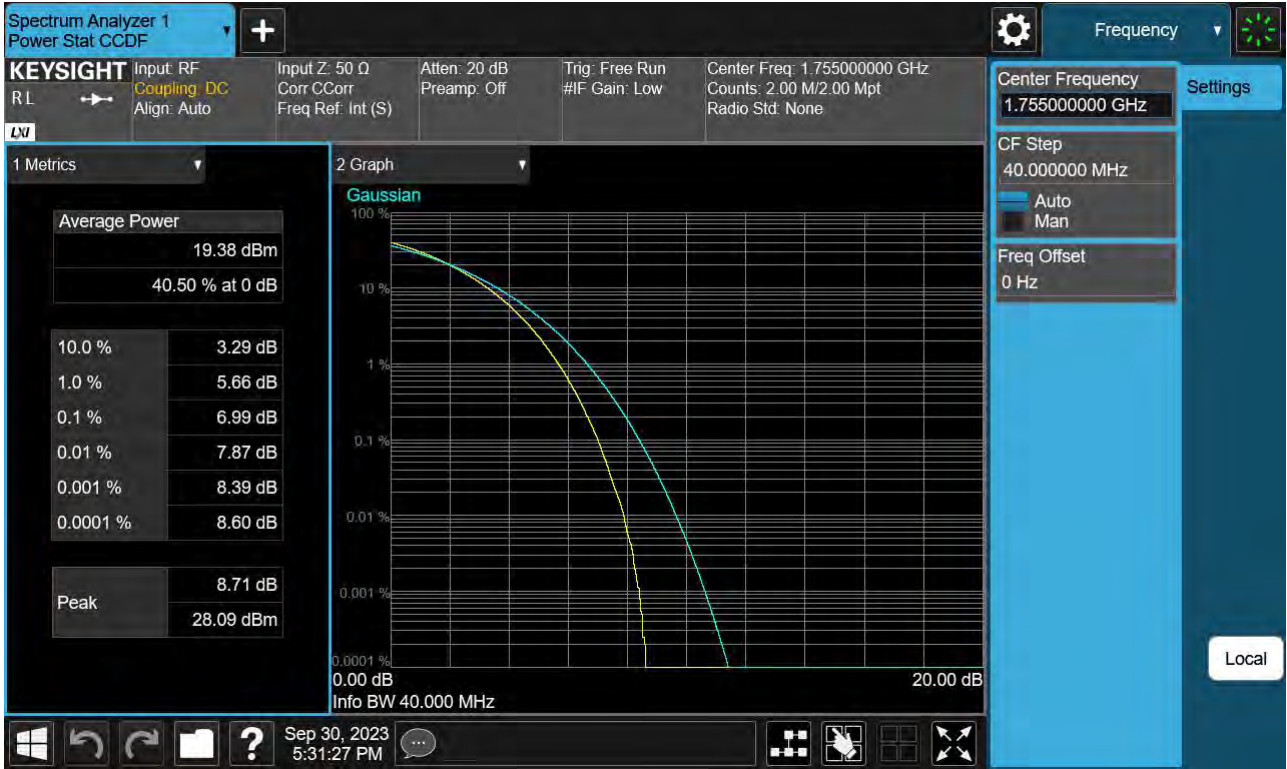 Spectrum Analyzer 1
Power Stat CCDF
Frequency
KEYSIGHT
R L
LXI
Input: RF
Coupling: DC
Align: Auto
Input Z: 50 Ω
Corr CCorr
Freq Ref: Int (S)
Atten: 20 dB
Preamp: Off
Trig: Free Run
#IF Gain: Low
Center Freq: 1.755000000 GHz
Counts: 2.00 M/2.00 Mpt
Radio Std: None
Center Frequency
1.755000000 GHz
Settings
CF Step
40.000000 MHz
Auto
Man
Freq Offset
0 Hz
Local
1 Metrics
Average Power
19.38 dBm
40.50 % at 0 dB
10.0 % 3.29 dB
1.0 % 5.66 dB
0.1 % 6.99 dB
0.01 % 7.87 dB
0.001 % 8.39 dB
0.0001 % 8.60 dB
Peak
8.71 dB
28.09 dBm
2 Graph
Gaussian
100 %
10 %
1 %
0.1 %
0.01 %
0.001 %
0.0001 %
0.00 dB 20.00 dB
Info BW 40.000 MHz
Sep 30, 2023
5:31:27 PM